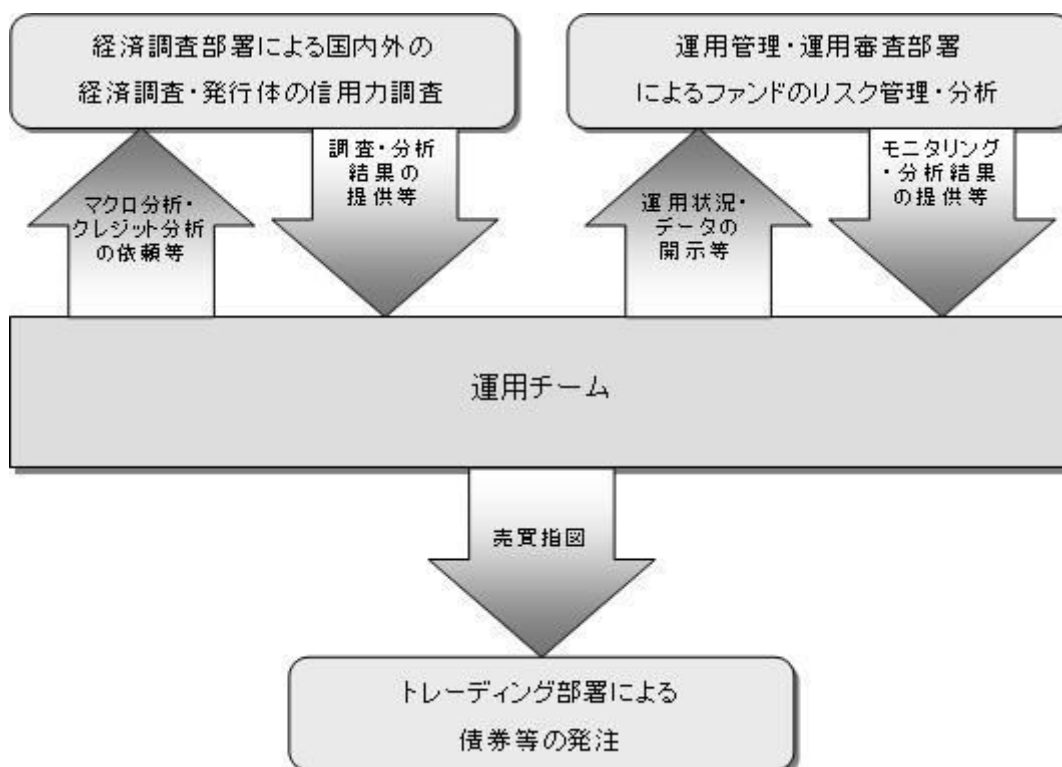 経済調査部署による国内外の
経済調査・発行体の信用力調査
運用管理・運用審査部署
によるファンドのリスク管理・分析
マクロ分析・
クレジット分析
の依頼等
調査・分析
結果の
提供等
運用状況・
データの
開示等
モニタリング
・分析結果
の提供等
運用チーム
売買指図
トレーディング部署による
債券等の発注